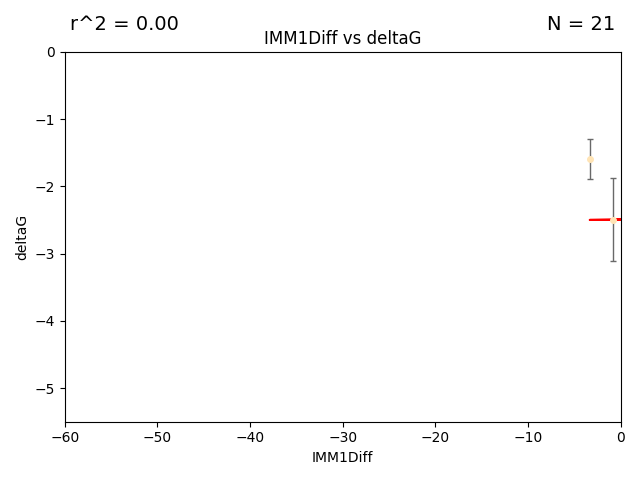 r^2 = 0.00
N = 21
IMM1Diff vs deltaG
0
−1
−2
−3
−4
−5
deltaG
−60 −50 −40 −30 −20 −10 0
IMM1Diff